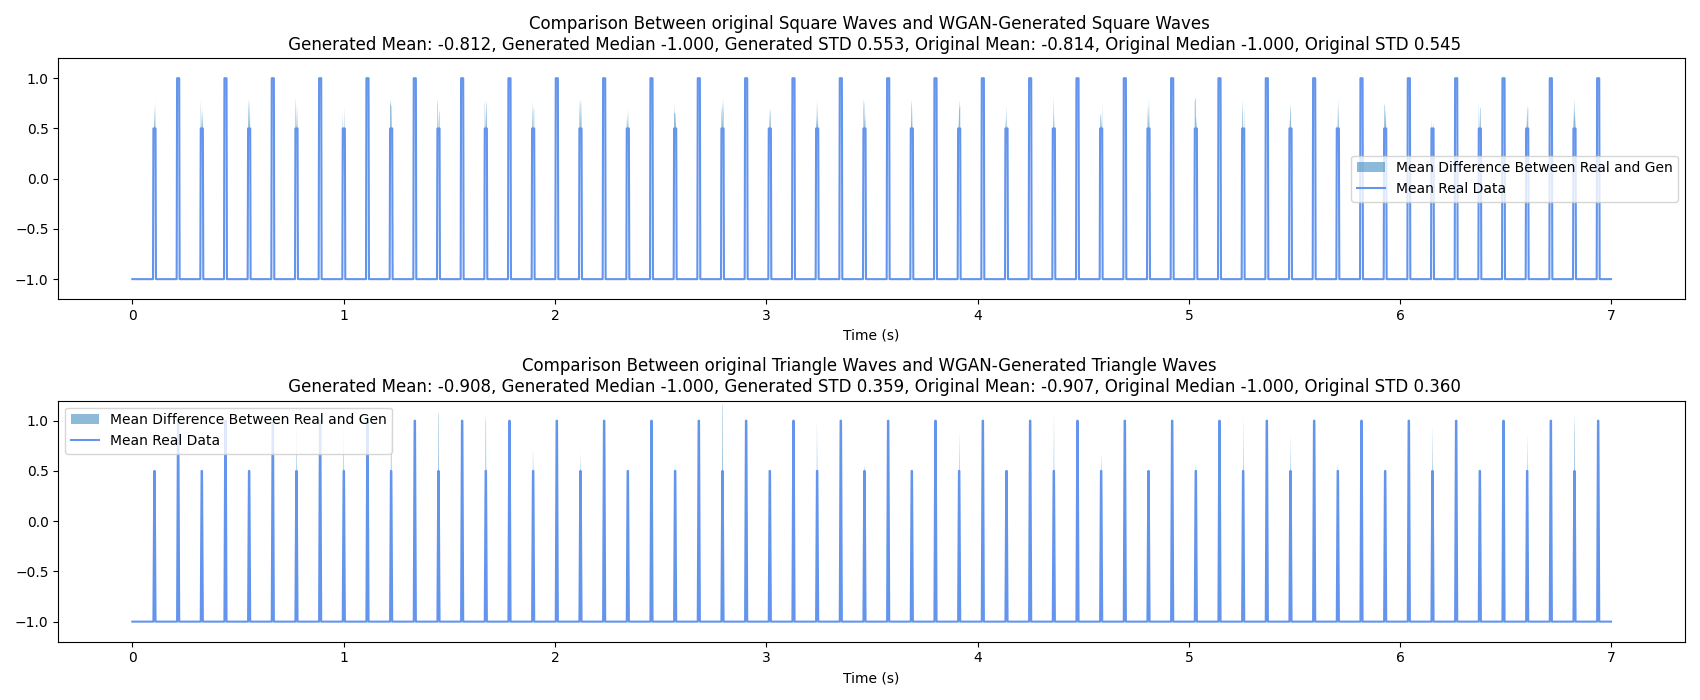 Comparison Between original Square Waves and WGAN-Generated Square Waves
Generated Mean: -0.812, Generated Median -1.000, Generated STD 0.553, Original Mean: -0.814, Original Median -1.000, Original STD 0.545
1.0
0.5
0.0
−0.5
−1.0
Mean Difference Between Real and Gen
Mean Real Data
0 1 2 3 4 5 6 7
Time (s)
Comparison Between original Triangle Waves and WGAN-Generated Triangle Waves
Generated Mean: -0.908, Generated Median -1.000, Generated STD 0.359, Original Mean: -0.907, Original Median -1.000, Original STD 0.360
Mean Difference Between Real and Gen
Mean Real Data
1.0
0.5
0.0
−0.5
−1.0
0 1 2 3 4 5 6 7
Time (s)